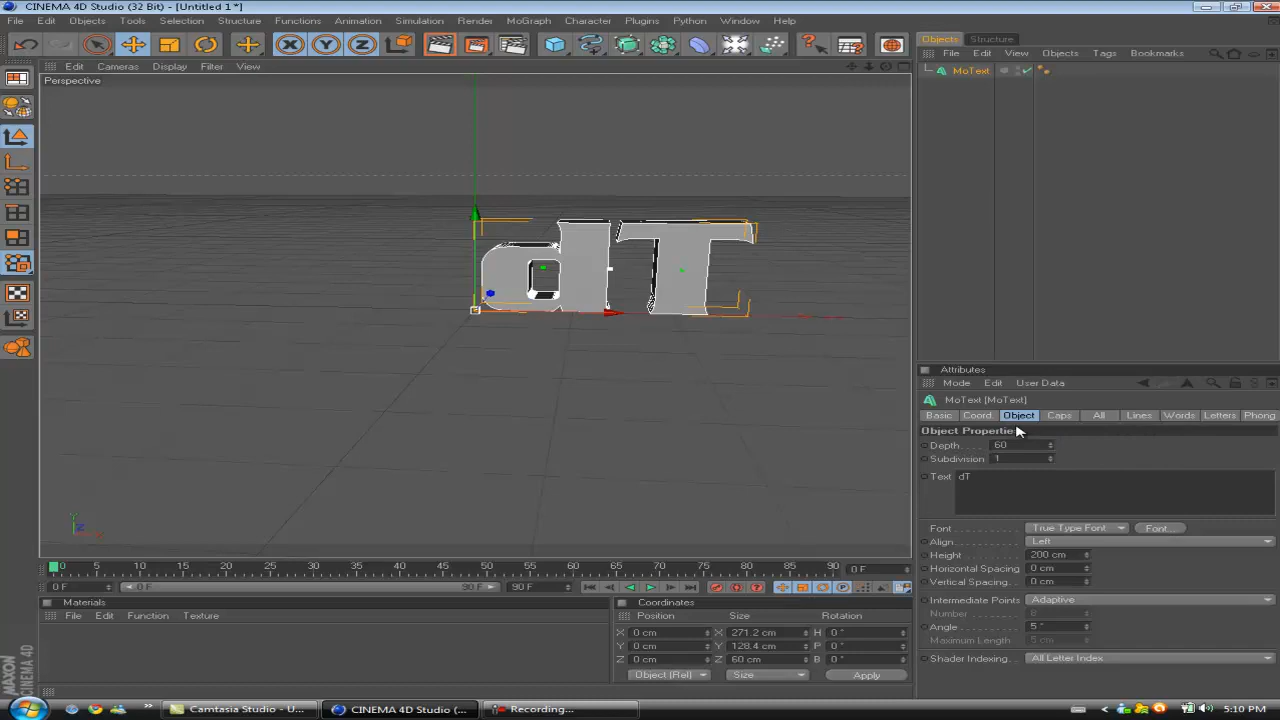 CINEMA 4D Studio (32 Bit) - [Untitled 1 *]
File Edit Objects Tools Selection Structure Functions Animation Simulation Render MoGraph Character Plugins Python Window Help
Objects Structure
File Edit View Objects Tags Bookmarks
Edit Cameras Display Filter View
MoText
Perspective
Attributes
Mode Edit User Data
MoText [MoText]
Basic Coord. Object Caps All Lines Words Letters Phong
Object Properties
Depth 60
Subdivision 1
Text dT
Font True Type Font Font...
Align Left
Height 200 cm
Horizontal Spacing 0 cm
Vertical Spacing 0 cm
Intermediate Points Adaptive
Number 8
Angle 5 °
Maximum Length 5 cm
Shader Indexing All Letter Index
dT
0 5 10 15 20 25 30 35 40 45 50 55 60 65 70 75 80 85 90 0 F
0 F 0 F 90 F 90 F
Materials
File Edit Function Texture
Coordinates
Position Size Rotation
X 0 cm X 271.2 cm H 0 °
Y 0 cm Y 128.4 cm P 0 °
Z 0 cm Z 60 cm B 0 °
Object (Rel) Size Apply
MAXON CINEMA 4D
Camtasia Studio - U... CINEMA 4D Studio (... Recording... 5:10 PM